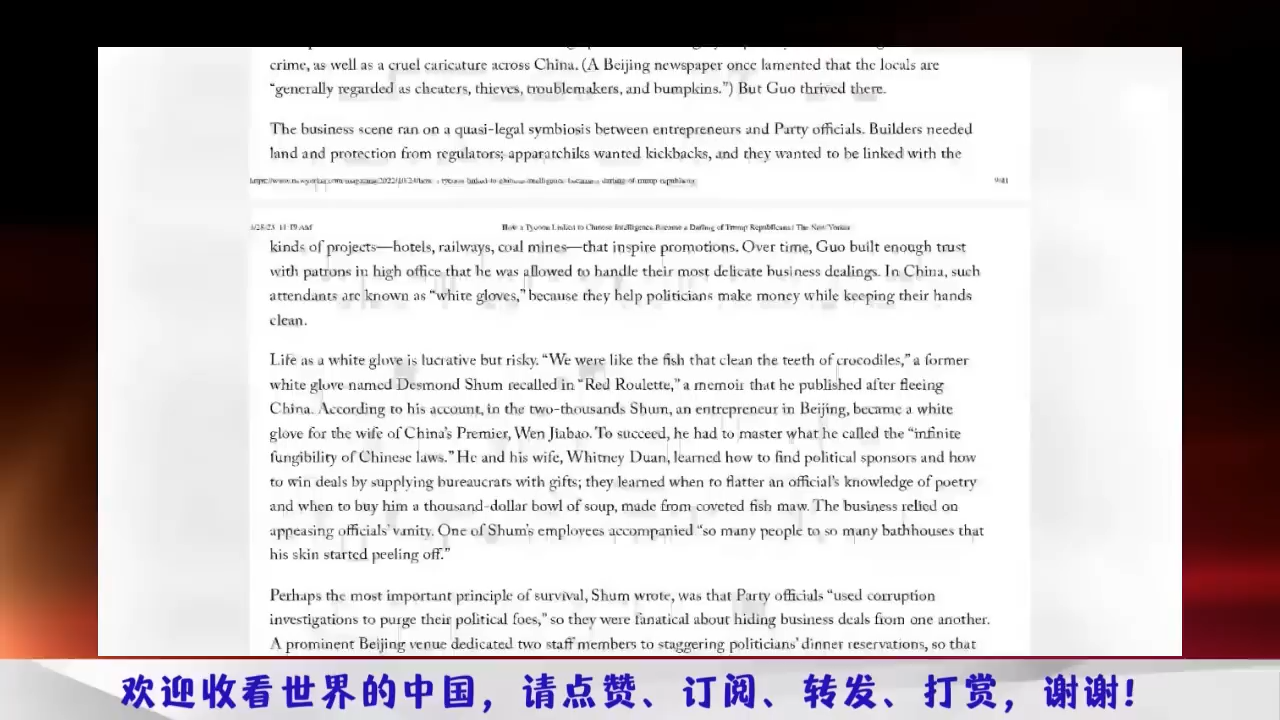 crime, as well as a cruel caricature across China. (A Beijing newspaper once lamented that the locals are
“generally regarded as cheaters, thieves, troublemakers, and bumpkins.”) But Guo thrived there.
The business scene ran on a quasi-legal symbiosis between entrepreneurs and Party officials. Builders needed
land and protection from regulators; apparatchiks wanted kickbacks, and they wanted to be linked with the
How a Tycoon Linked to Chinese Intelligence Became a Darling of Trump Republicans | The New Yorker
kinds of projects—hotels, railways, coal mines—that inspire promotions. Over time, Guo built enough trust
with patrons in high office that he was allowed to handle their most delicate business dealings. In China, such
attendants are known as “white gloves,” because they help politicians make money while keeping their hands
clean.
Life as a white glove is lucrative but risky. “We were like the fish that clean the teeth of crocodiles,” a former
white glove named Desmond Shum recalled in “Red Roulette,” a memoir that he published after fleeing
China. According to his account, in the two-thousands Shum, an entrepreneur in Beijing, became a white
glove for the wife of China’s Premier, Wen Jiabao. To succeed, he had to master what he called the “infinite
fungibility of Chinese laws.” He and his wife, Whitney Duan, learned how to find political sponsors and how
to win deals by supplying bureaucrats with gifts; they learned when to flatter an official’s knowledge of poetry
and when to buy him a thousand-dollar bowl of soup, made from coveted fish maw. The business relied on
appeasing officials’ vanity. One of Shum’s employees accompanied “so many people to so many bathhouses that
his skin started peeling off.”
Perhaps the most important principle of survival, Shum wrote, was that Party officials “used corruption
investigations to purge their political foes,” so they were fanatical about hiding business deals from one another.
A prominent Beijing venue dedicated two staff members to staggering politicians’ dinner reservations, so that
欢迎收看世界的中国，请点赞、订阅、转发、打赏，谢谢！